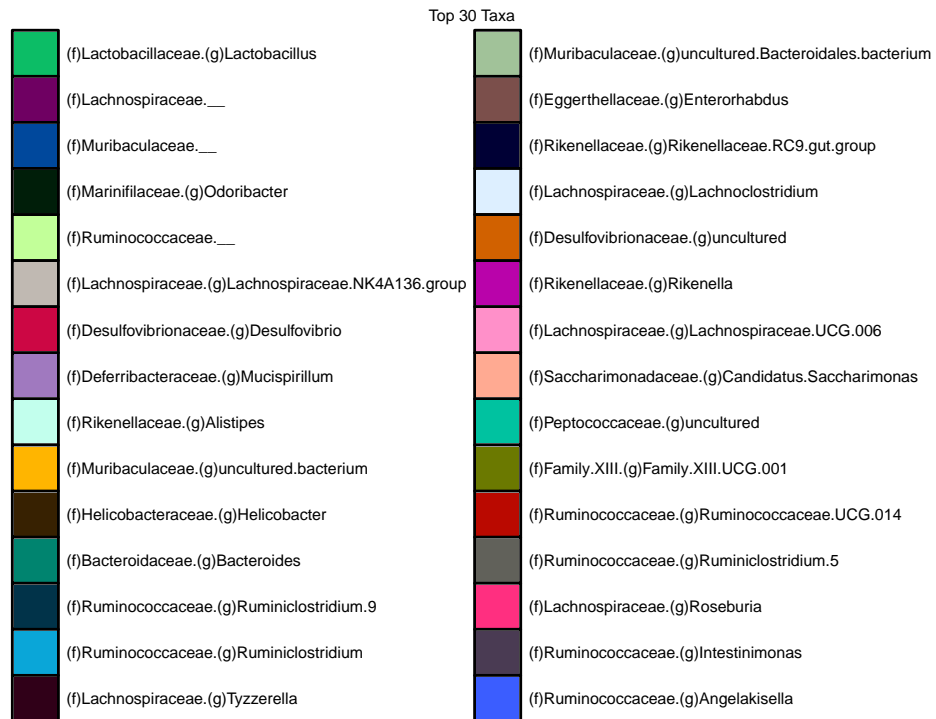 Top 30 Taxa
(f)Lactobacillaceae.(g)Lactobacillus
(f)Lachnospiraceae.__
(f)Muribaculaceae.__
(f)Marinifilaceae.(g)Odoribacter
(f)Ruminococcaceae.__
(f)Lachnospiraceae.(g)Lachnospiraceae.NK4A136.group
(f)Desulfovibrionaceae.(g)Desulfovibrio
(f)Deferribacteraceae.(g)Mucispirillum
(f)Rikenellaceae.(g)Alistipes
(f)Muribaculaceae.(g)uncultured.bacterium
(f)Helicobacteraceae.(g)Helicobacter
(f)Bacteroidaceae.(g)Bacteroides
(f)Ruminococcaceae.(g)Ruminiclostridium.9
(f)Ruminococcaceae.(g)Ruminiclostridium
(f)Lachnospiraceae.(g)Tyzzerella
(f)Muribaculaceae.(g)uncultured.Bacteroidales.bacterium
(f)Eggerthellaceae.(g)Enterorhabdus
(f)Rikenellaceae.(g)Rikenellaceae.RC9.gut.group
(f)Lachnospiraceae.(g)Lachnoclostridium
(f)Desulfovibrionaceae.(g)uncultured
(f)Rikenellaceae.(g)Rikenella
(f)Lachnospiraceae.(g)Lachnospiraceae.UCG.006
(f)Saccharimonadaceae.(g)Candidatus.Saccharimonas
(f)Peptococcaceae.(g)uncultured
(f)Family.XIII.(g)Family.XIII.UCG.001
(f)Ruminococcaceae.(g)Ruminococcaceae.UCG.014
(f)Ruminococcaceae.(g)Ruminiclostridium.5
(f)Lachnospiraceae.(g)Roseburia
(f)Ruminococcaceae.(g)Intestinimonas
(f)Ruminococcaceae.(g)Angelakisella